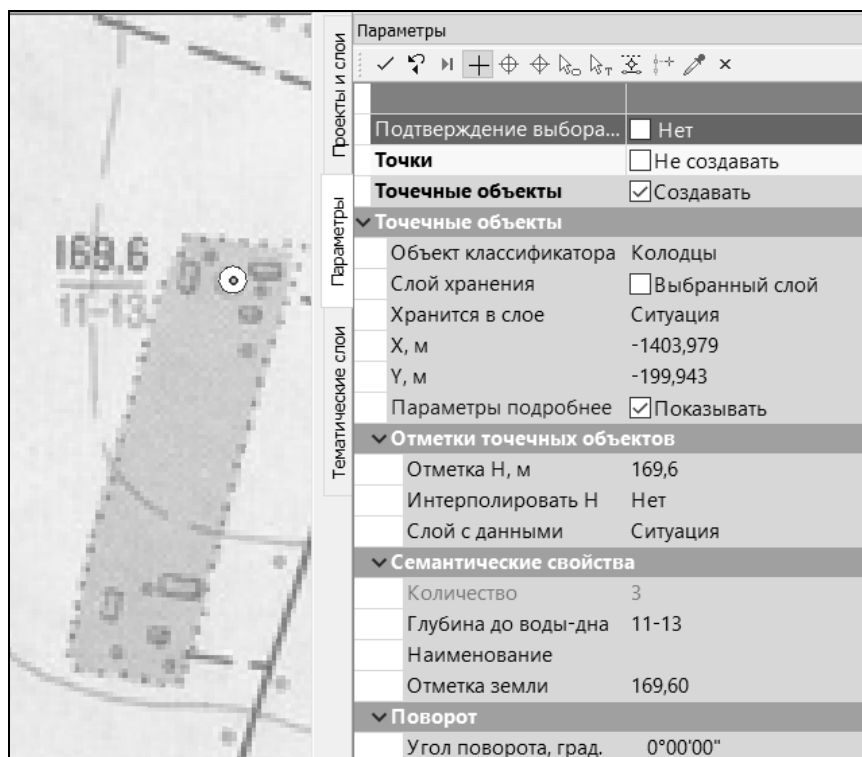 169,6
11-13
Проекты и слои
Параметры
Тематические слои
Параметры
Подтверждение выбора... Нет
Точки Не создавать
Точечные объекты Создавать
Точечные объекты
Объект классификатора Колодцы
Слой хранения Выбранный слой
Хранится в слое Ситуация
X, м -1403,979
Y, м -199,943
Параметры подробнее Показывать
Отметки точечных объектов
Отметка H, м 169,6
Интерполировать H Нет
Слой с данными Ситуация
Семантические свойства
Количество 3
Глубина до воды-дна 11-13
Наименование
Отметка земли 169,60
Поворот
Угол поворота, град. 0°00'00"